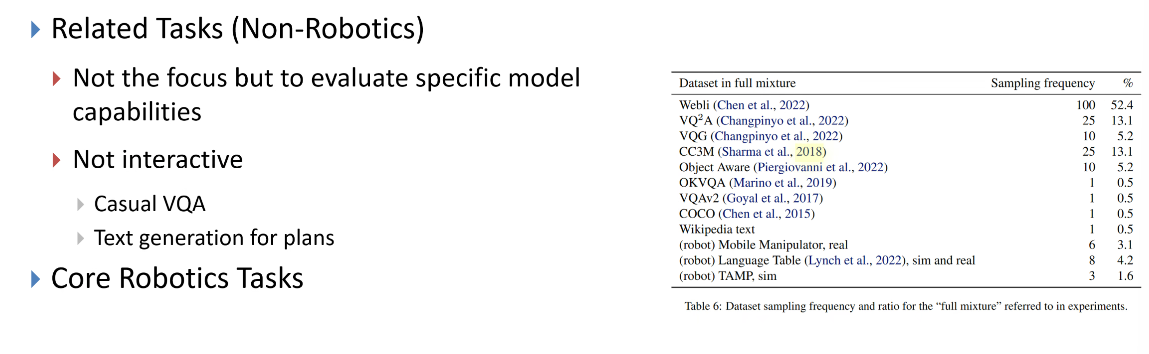 Related Tasks (Non-Robotics)
Not the focus but to evaluate specific model
capabilities
Not interactive
Casual VQA
Text generation for plans
Core Robotics Tasks
Dataset in full mixture Sampling frequency %
Webli (Chen et al., 2022) 100 52.4
VQ²A (Changpinyo et al., 2022) 25 13.1
VQG (Changpinyo et al., 2022) 10 5.2
CC3M (Sharma et al., 2018) 25 13.1
Object Aware (Piergiovanni et al., 2022) 10 5.2
OKVQA (Marino et al., 2019) 1 0.5
VQAv2 (Goyal et al., 2017) 1 0.5
COCO (Chen et al., 2015) 1 0.5
Wikipedia text 1 0.5
(robot) Mobile Manipulator, real 6 3.1
(robot) Language Table (Lynch et al., 2022), sim and real 8 4.2
(robot) TAMP, sim 3 1.6
Table 6: Dataset sampling frequency and ratio for the “full mixture” referred to in experiments.